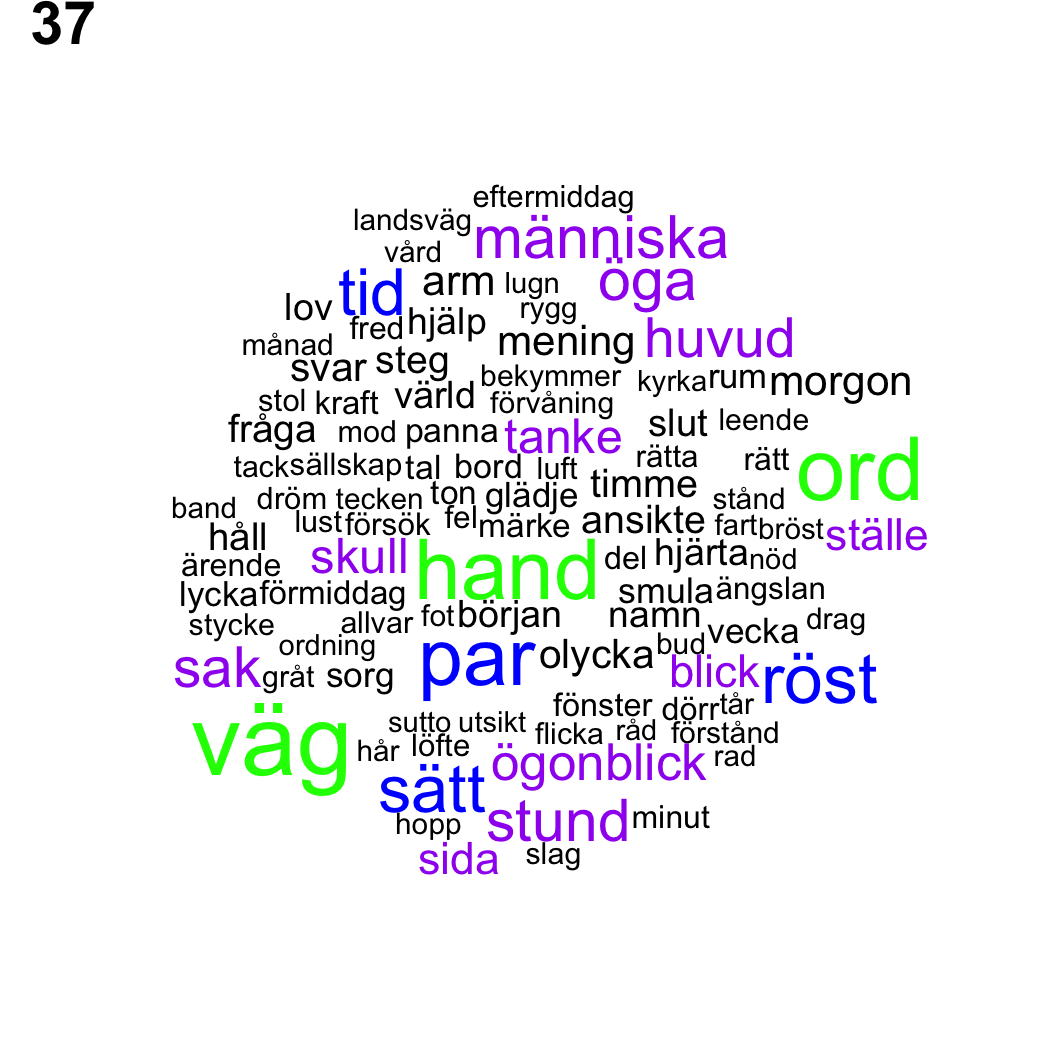 37
eftermiddag
landsväg människa
vård
tid arm lugn öga
lov rygg
fred hjälp
månad mening huvud
svar steg
bekymmer kyrka rum morgon
stol kraft värld förvåning
fråga mod panna tanke slut leende
tack sällskap tal bord luft rätta rätt ord
band dröm tecken ton glädje timme stånd
håll lust försök fel märke ansikte fart bröst ställe
ärende skull hand del hjärta nöd
lycka förmiddag smula ängslan
stycke allvar fot början namn drag
ordning par olycka bud vecka
sak gråt sorg blick röst
fönster dörr tår
väg sutto utsikt flicka råd förstånd
hår löfte ögonblick rad
sätt
hopp stund minut
sida slag